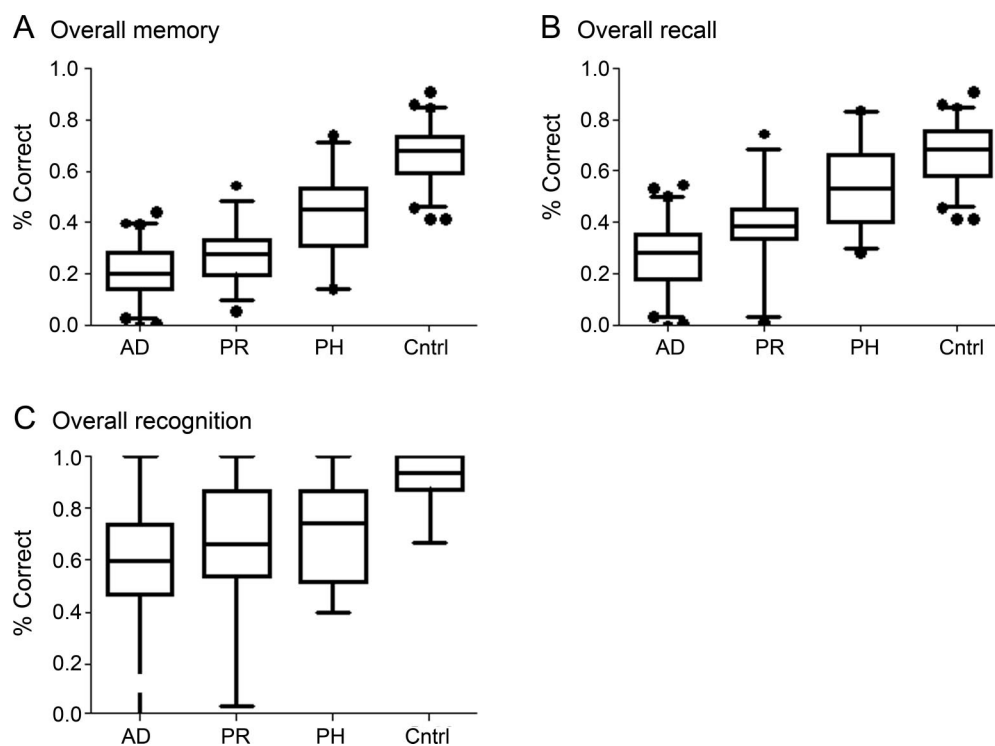 A Overall memory
% Correct
1.0
0.8
0.6
0.4
0.2
0.0
AD PR PH Cntrl
B Overall recall
% Correct
1.0
0.8
0.6
0.4
0.2
0.0
AD PR PH Cntrl
C Overall recognition
% Correct
1.0
0.8
0.6
0.4
0.2
0.0
AD PR PH Cntrl